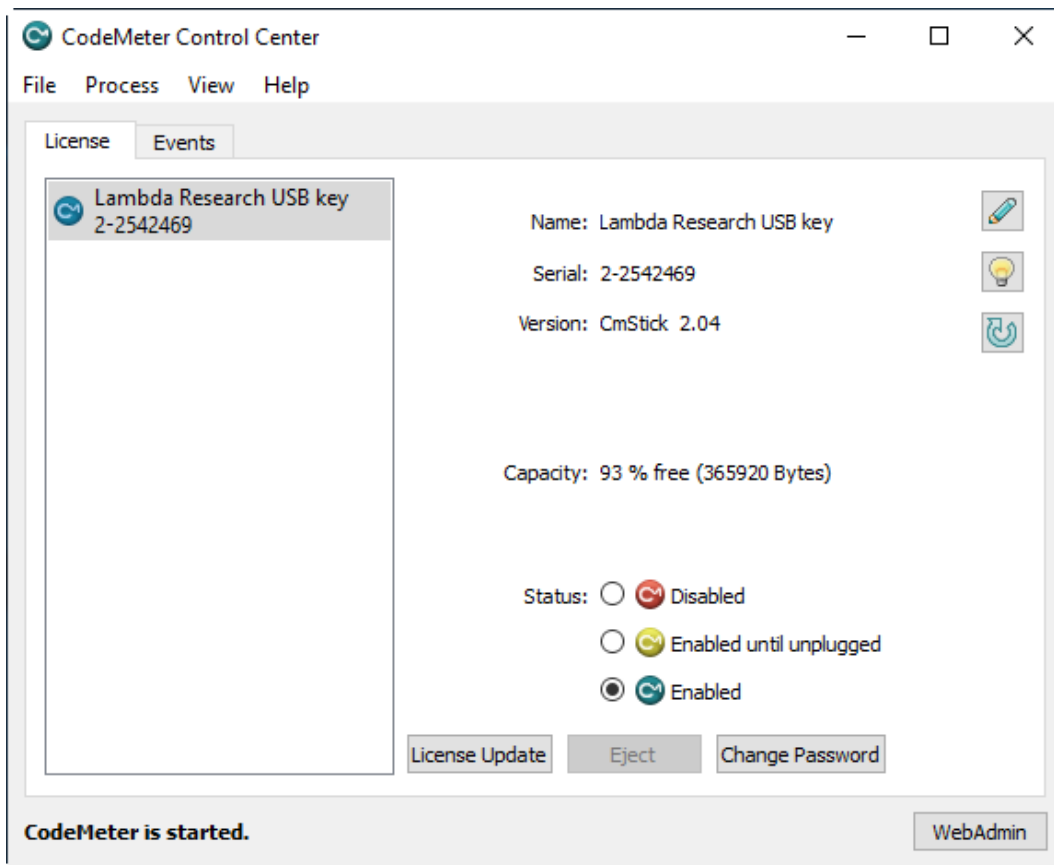 CodeMeter Control Center
File Process View Help
License Events
Lambda Research USB key
2-2542469
Name: Lambda Research USB key
Serial: 2-2542469
Version: CmStick 2.04
Capacity: 93 % free (365920 Bytes)
Status: Disabled
Enabled until unplugged
Enabled
License Update Eject Change Password
CodeMeter is started. WebAdmin